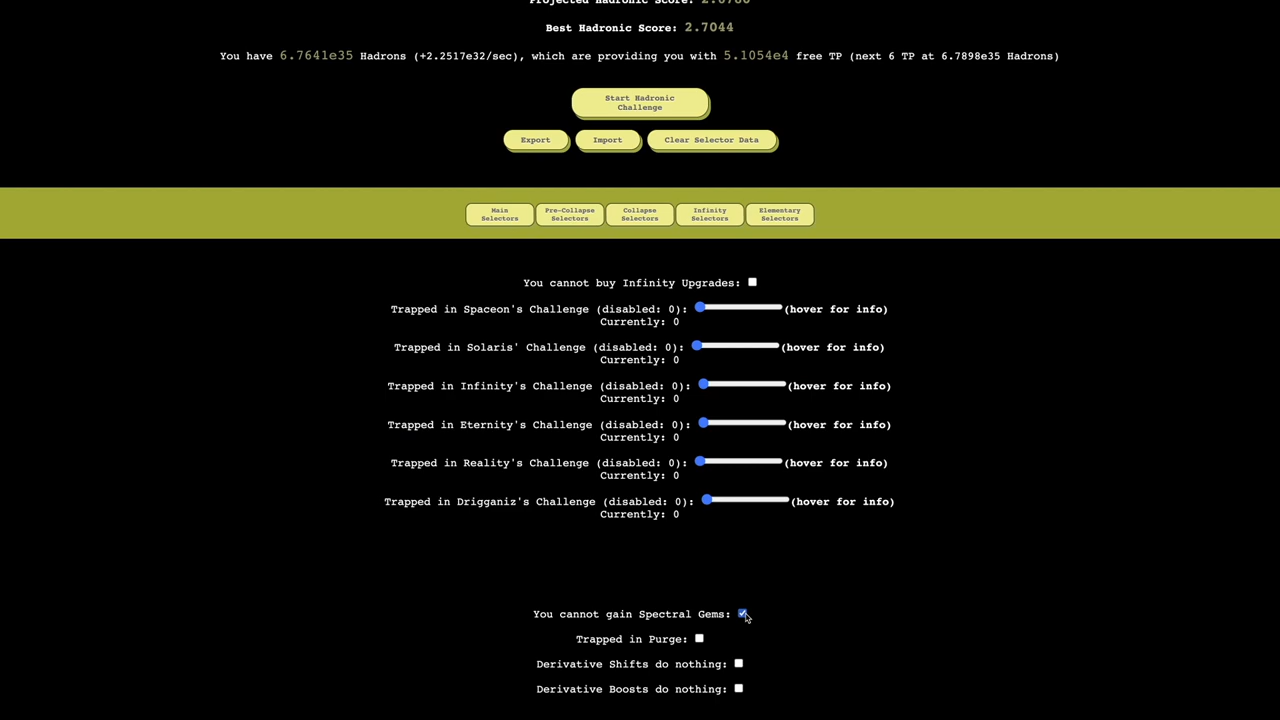 Projected Hadronic Score:
Best Hadronic Score: 2.7044
You have 6.7641e35 Hadrons (+2.2517e32/sec), which are providing you with 5.1054e4 free TP (next 6 TP at 6.7898e35 Hadrons)
Start Hadronic
Challenge
Export Import Clear Selector Data
Main
Selectors
Pre-Collapse
Selectors
Collapse
Selectors
Infinity
Selectors
Elementary
Selectors
You cannot buy Infinity Upgrades:
Trapped in Spaceon's Challenge (disabled: 0): (hover for info)
Currently: 0
Trapped in Solaris' Challenge (disabled: 0): (hover for info)
Currently: 0
Trapped in Infinity's Challenge (disabled: 0): (hover for info)
Currently: 0
Trapped in Eternity's Challenge (disabled: 0): (hover for info)
Currently: 0
Trapped in Reality's Challenge (disabled: 0): (hover for info)
Currently: 0
Trapped in Drigganiz's Challenge (disabled: 0): (hover for info)
Currently: 0
You cannot gain Spectral Gems:
Trapped in Purge:
Derivative Shifts do nothing:
Derivative Boosts do nothing: